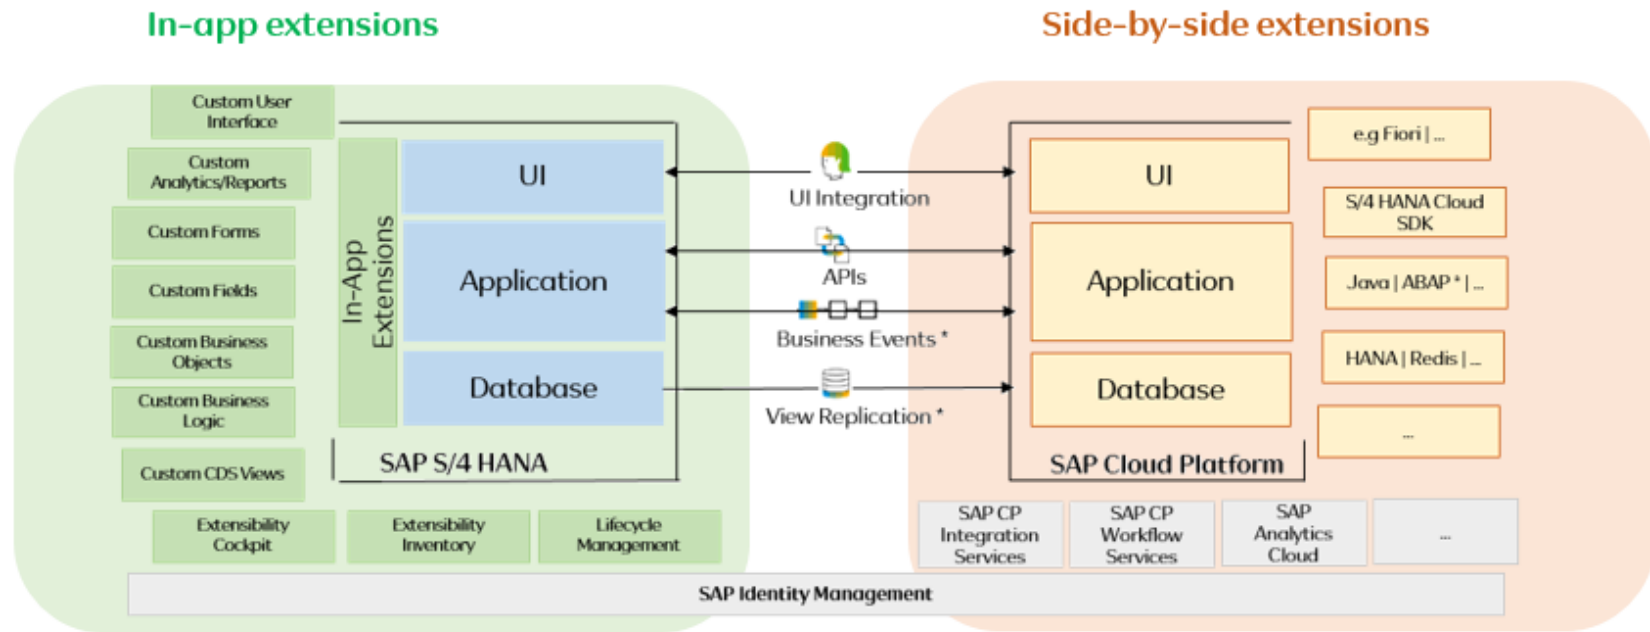 In-app extensions
Side-by-side extensions
Custom User
Interface
Custom
Analytics/Reports
Custom Forms
Custom Fields
Custom Business
Objects
Custom Business
Logic
Custom CDS Views
In-App
Extensions
UI
Application
Database
SAP S/4 HANA
Extensibility
Cockpit
Extensibility
Inventory
Lifecycle
Management
UI Integration
APIs
Business Events *
View Replication *
UI
Application
Database
SAP Cloud Platform
e.g Fiori | ...
S/4 HANA Cloud
SDK
Java | ABAP * | ...
HANA | Redis | ...
...
SAP CP
Integration
Services
SAP CP
Workflow
Services
SAP
Analytics
Cloud
...
SAP Identity Management